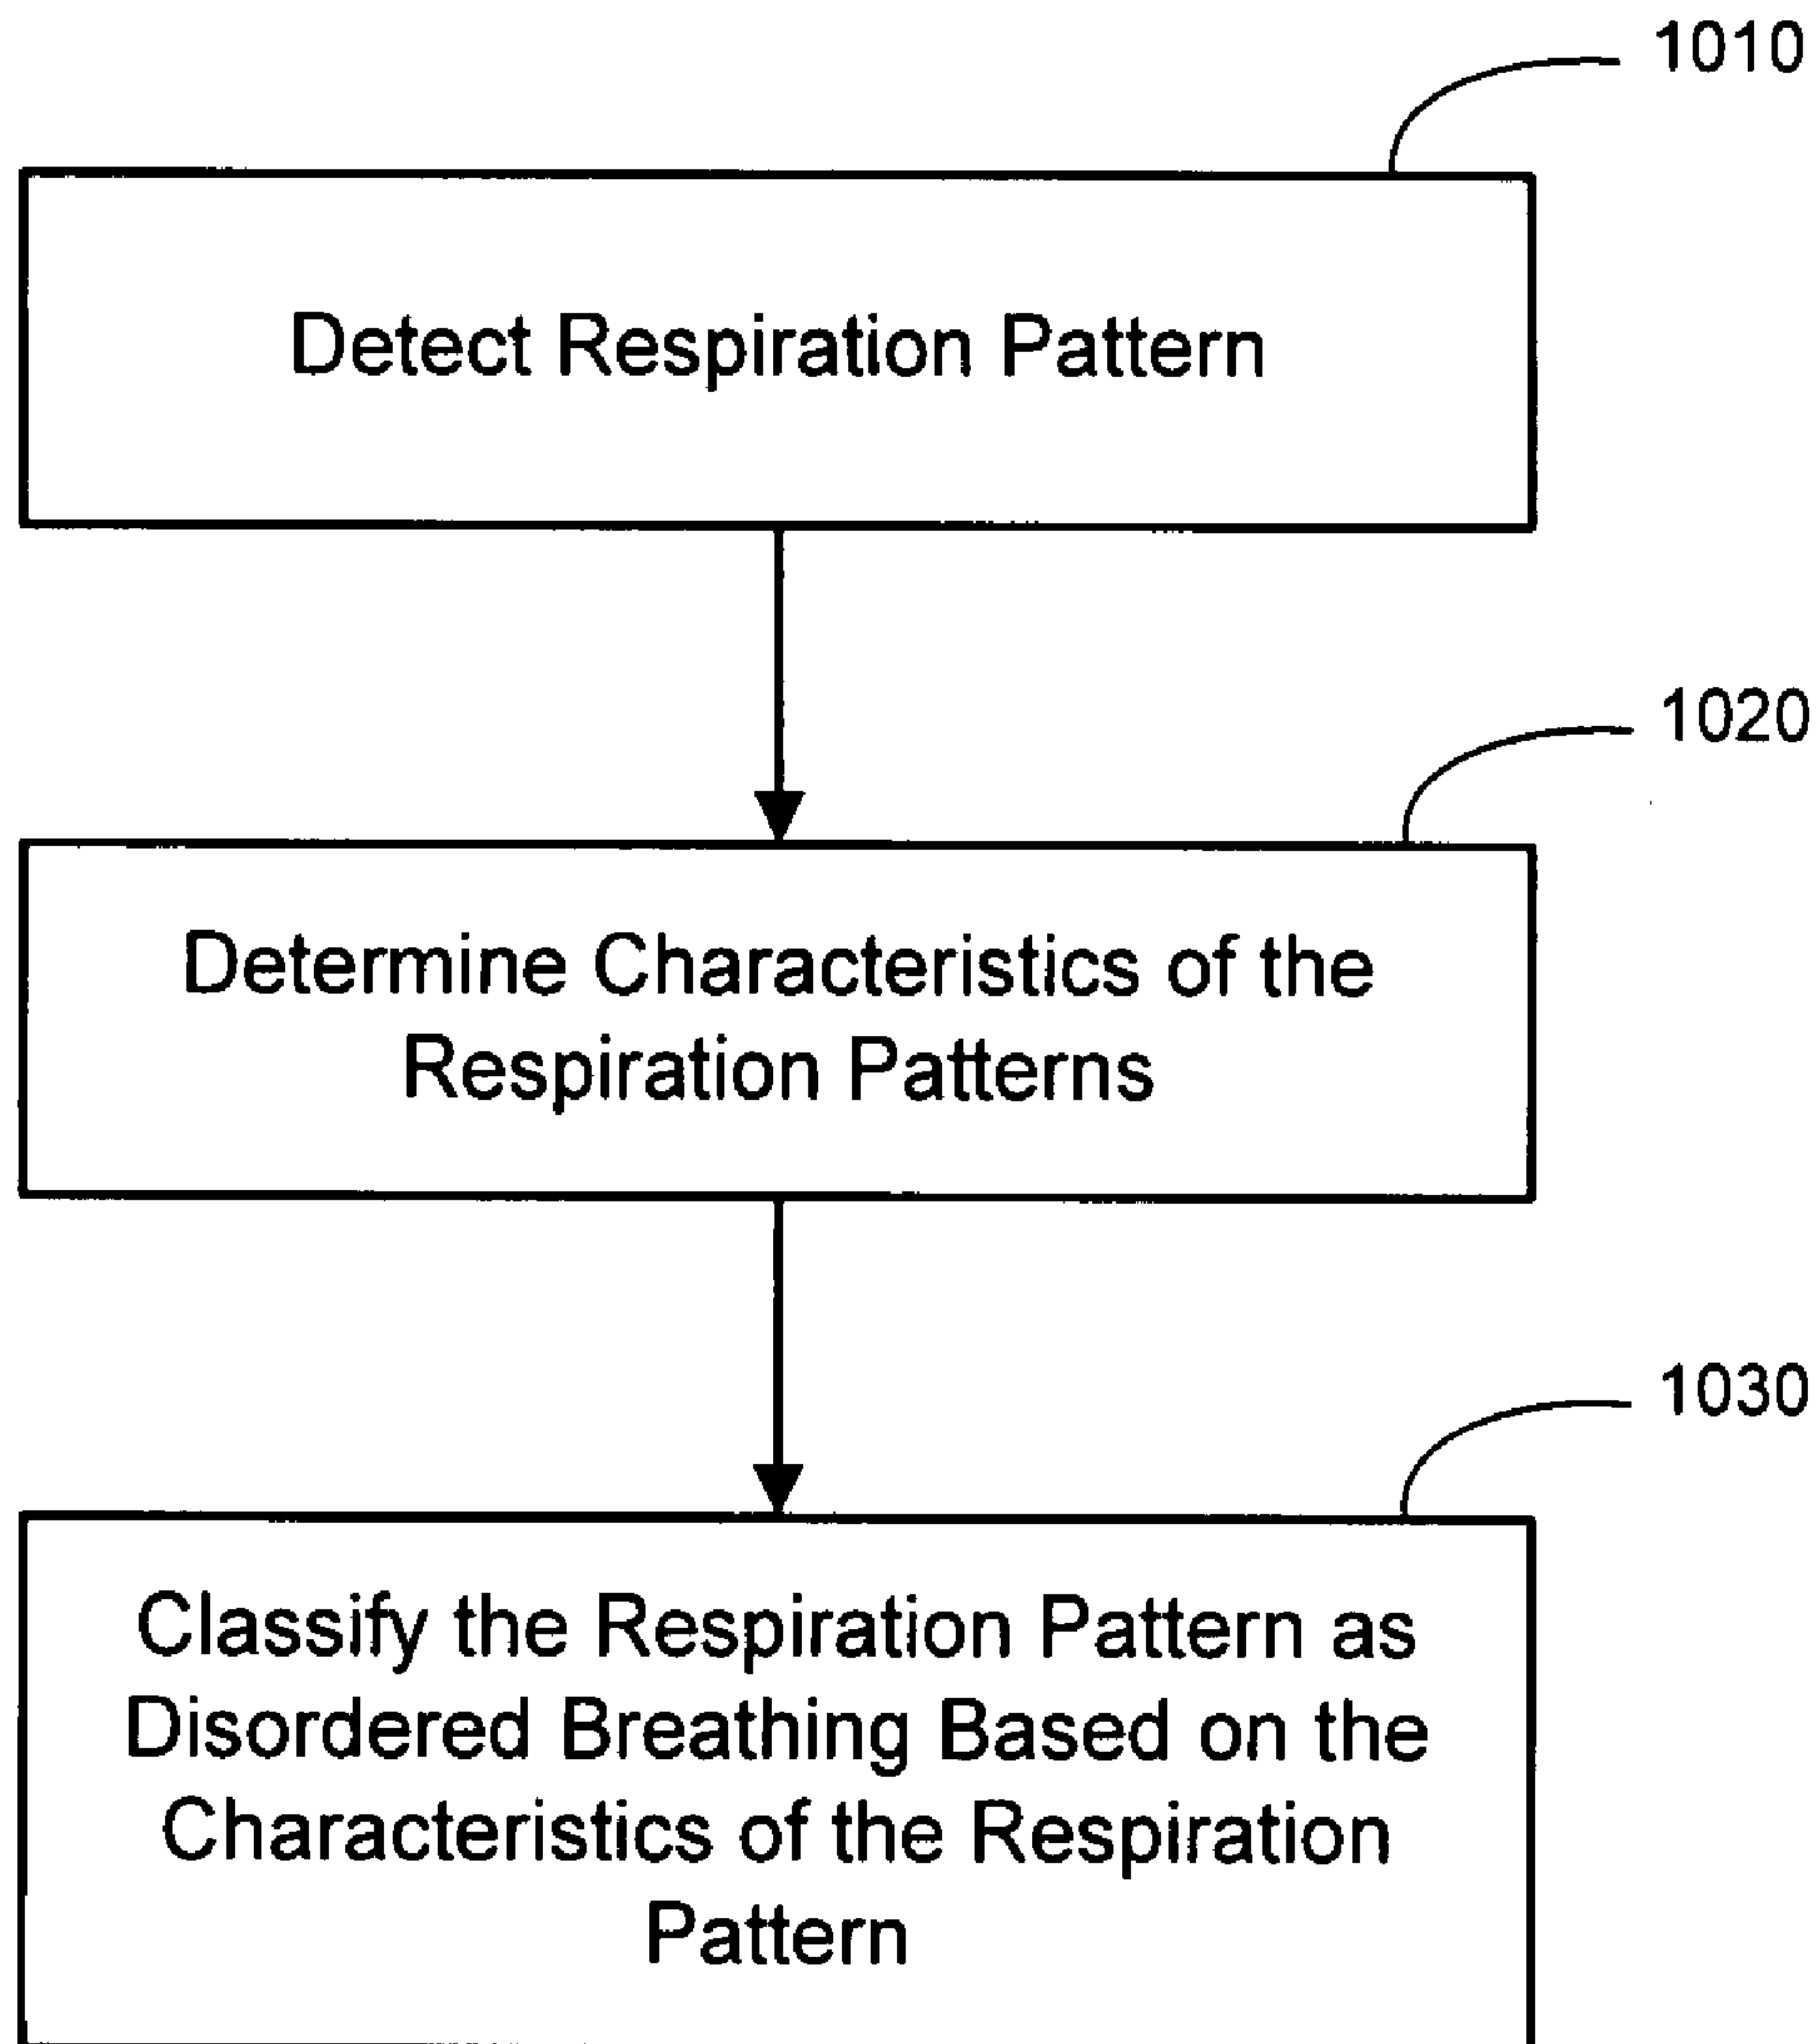 1010
Detect Respiration Pattern
1020
Determine Characteristics of the
Respiration Patterns
1030
Classify the Respiration Pattern as
Disordered Breathing Based on the
Characteristics of the Respiration
Pattern